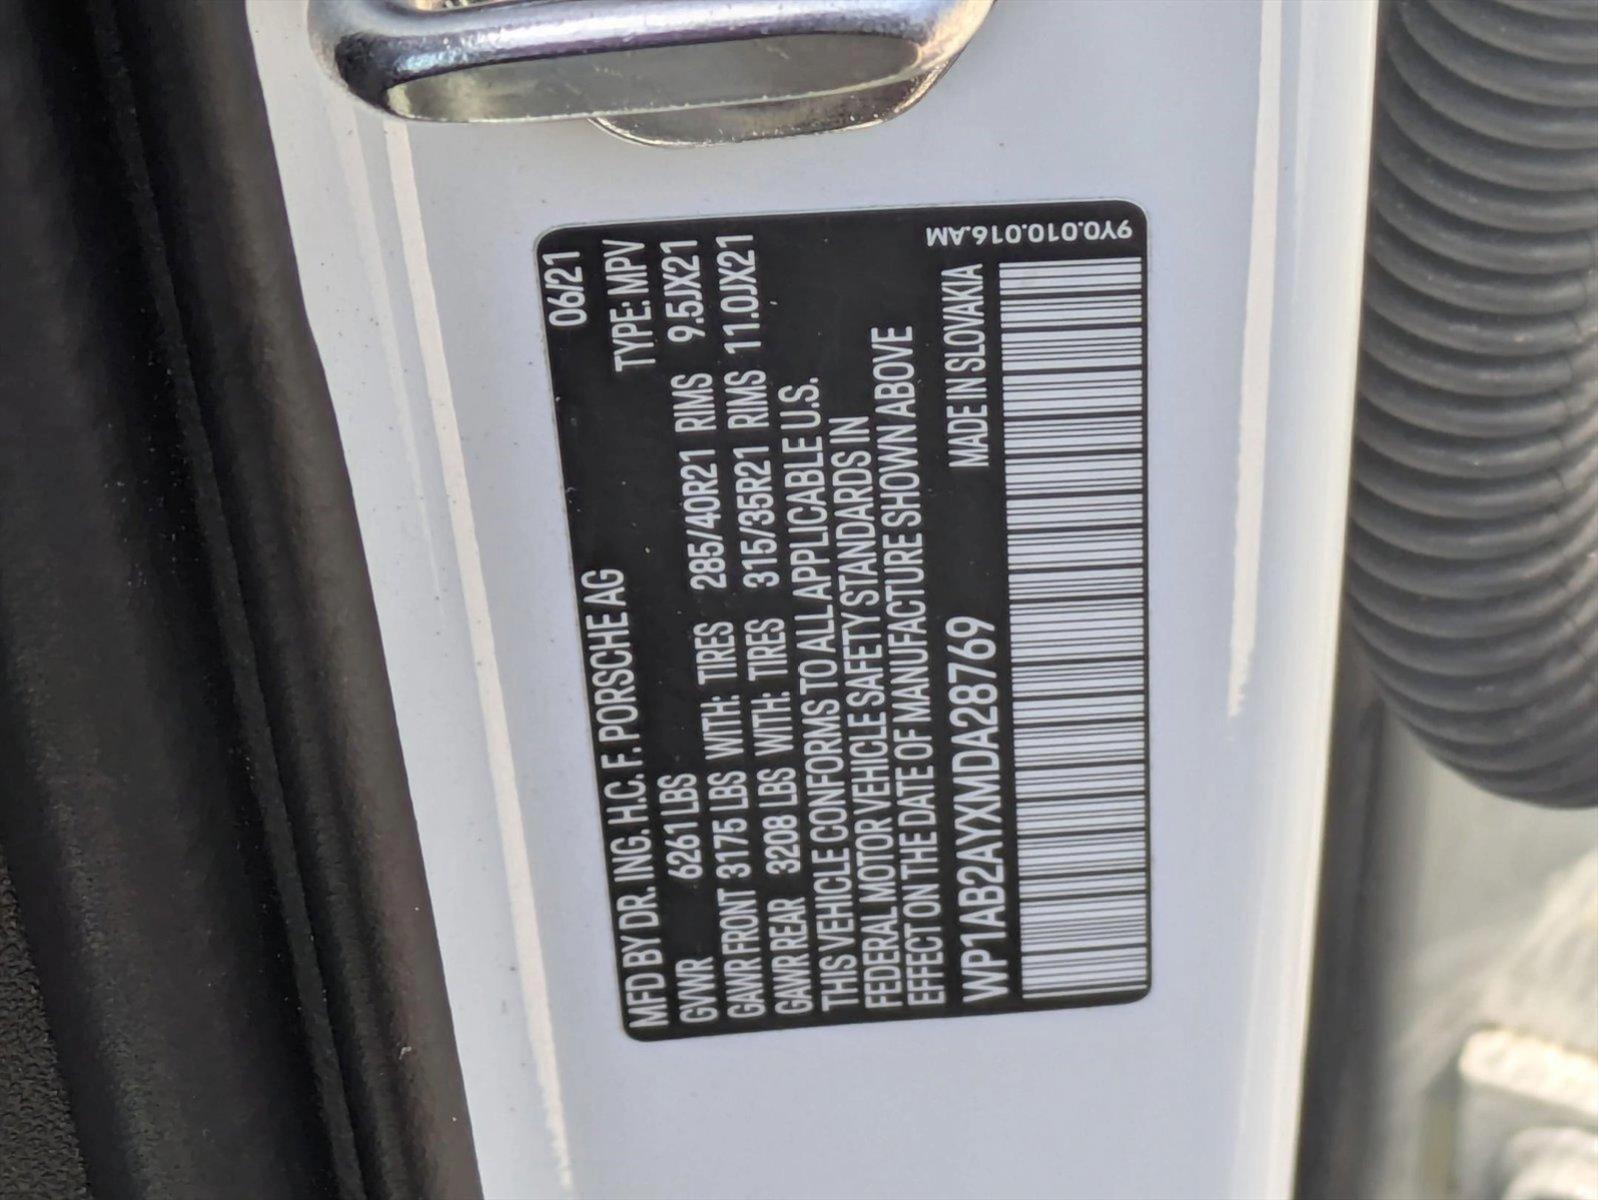 MFD BY DR. ING. H.C. F. PORSCHE AG 06/21
GVWR 6261 LBS TYPE: MPV
GAWR FRONT 3175 LBS WITH: TIRES 285/40R21 RIMS 9.5JX21
GAWR REAR 3208 LBS WITH: TIRES 315/35R21 RIMS 11.0JX21
THIS VEHICLE CONFORMS TO ALL APPLICABLE U.S.
FEDERAL MOTOR VEHICLE SAFETY STANDARDS IN
EFFECT ON THE DATE OF MANUFACTURE SHOWN ABOVE
WP1AB2AYXMDA28769 MADE IN SLOVAKIA
9Y0.010.016.AM